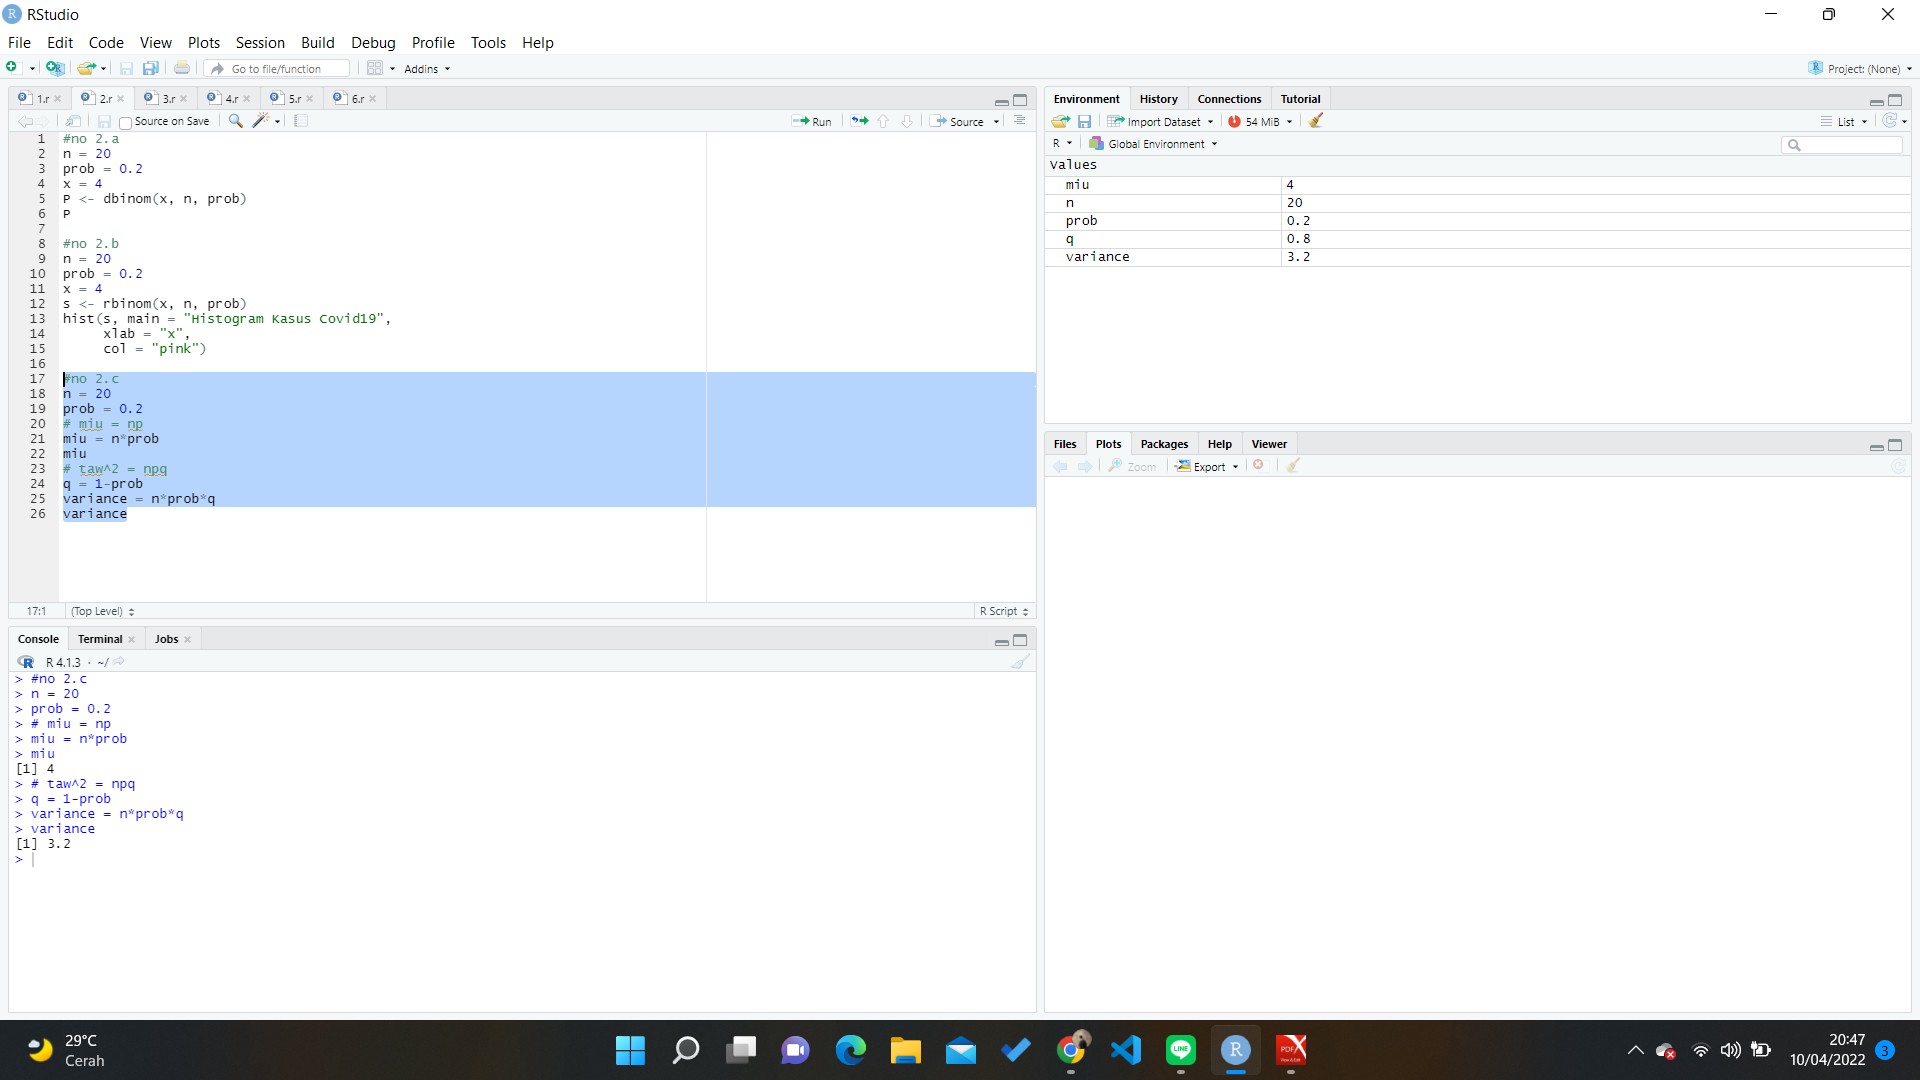 RStudio
File Edit Code View Plots Session Build Debug Profile Tools Help
Go to file/function Addins Project: (None)
1.r 2.r 3.r 4.r 5.r 6.r
Source on Save Run Source
1 #no 2.a
2 n = 20
3 prob = 0.2
4 x = 4
5 P <- dbinom(x, n, prob)
6 P
7
8 #no 2.b
9 n = 20
10 prob = 0.2
11 x = 4
12 s <- rbinom(x, n, prob)
13 hist(s, main = "Histogram Kasus Covid19",
14 xlab = "x",
15 col = "pink")
16
17 #no 2.c
18 n = 20
19 prob = 0.2
20 # miu = np
21 miu = n*prob
22 miu
23 # taw^2 = npq
24 q = 1-prob
25 variance = n*prob*q
26 variance
17:1 (Top Level) R Script
Console Terminal Jobs
R 4.1.3 · ~/
> #no 2.c
> n = 20
> prob = 0.2
> # miu = np
> miu = n*prob
> miu
[1] 4
> # taw^2 = npq
> q = 1-prob
> variance = n*prob*q
> variance
[1] 3.2
>
Environment History Connections Tutorial
Import Dataset 54 MiB List
R Global Environment
Values
miu 4
n 20
prob 0.2
q 0.8
variance 3.2
Files Plots Packages Help Viewer
Zoom Export
29°C
Cerah
LINE
R
PDF
20:47
10/04/2022
3